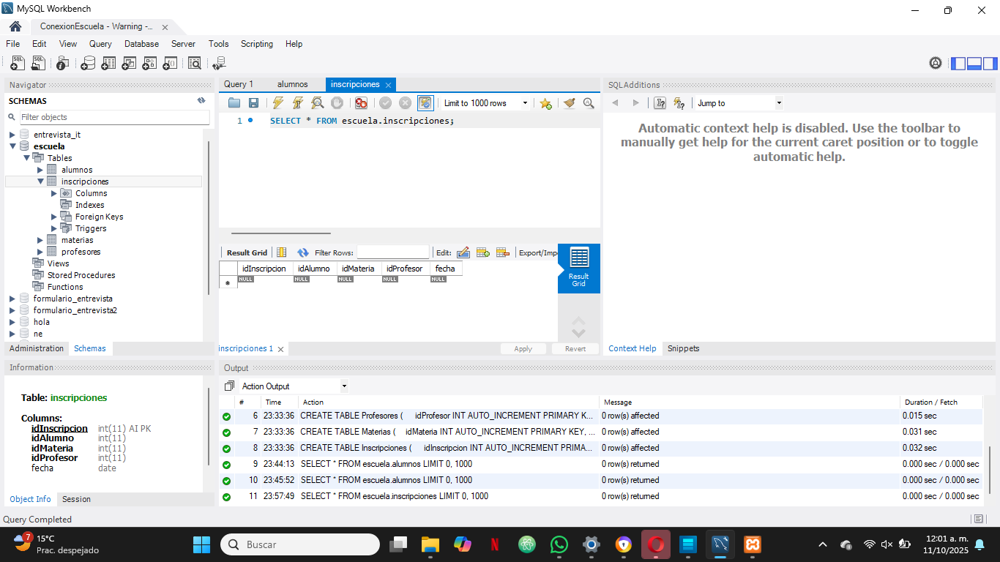 MySQL Workbench
ConexionEscuela - Warning -...
File Edit View Query Database Server Tools Scripting Help
Navigator
SCHEMAS
Filter objects
entrevista_it
escuela
Tables
alumnos
inscripciones
Columns
Indexes
Foreign Keys
Triggers
materias
profesores
Views
Stored Procedures
Functions
formulario_entrevista
formulario_entrevista2
hola
ne
Administration Schemas
Information
Table: inscripciones
Columns:
idInscripcion int(11) AI PK
idAlumno int(11)
idMateria int(11)
idProfesor int(11)
fecha date
Object Info Session
Query 1 alumnos inscripciones
Limit to 1000 rows
1 SELECT * FROM escuela.inscripciones;
Result Grid Filter Rows: Edit: Export/Imp
idInscripcion idAlumno idMateria idProfesor fecha
NULL NULL NULL NULL NULL
Result
Grid
inscripciones 1 Apply Revert
SQLAdditions
Jump to
Automatic context help is disabled. Use the toolbar to
manually get help for the current caret position or to toggle
automatic help.
Context Help Snippets
Output
Action Output
# Time Action Message Duration / Fetch
6 23:33:36 CREATE TABLE Profesores ( idProfesor INT AUTO_INCREMENT PRIMARY K... 0 row(s) affected 0.015 sec
7 23:33:36 CREATE TABLE Materias ( idMateria INT AUTO_INCREMENT PRIMARY KEY, ... 0 row(s) affected 0.031 sec
8 23:33:36 CREATE TABLE Inscripciones ( idInscripcion INT AUTO_INCREMENT PRIMA... 0 row(s) affected 0.032 sec
9 23:44:13 SELECT * FROM escuela.alumnos LIMIT 0, 1000 0 row(s) returned 0.000 sec / 0.000 sec
10 23:45:52 SELECT * FROM escuela.alumnos LIMIT 0, 1000 0 row(s) returned 0.000 sec / 0.000 sec
11 23:57:49 SELECT * FROM escuela.inscripciones LIMIT 0, 1000 0 row(s) returned 0.000 sec / 0.000 sec
Query Completed
7
15°C
Prac. despejado
Buscar
12:01 a. m.
11/10/2025